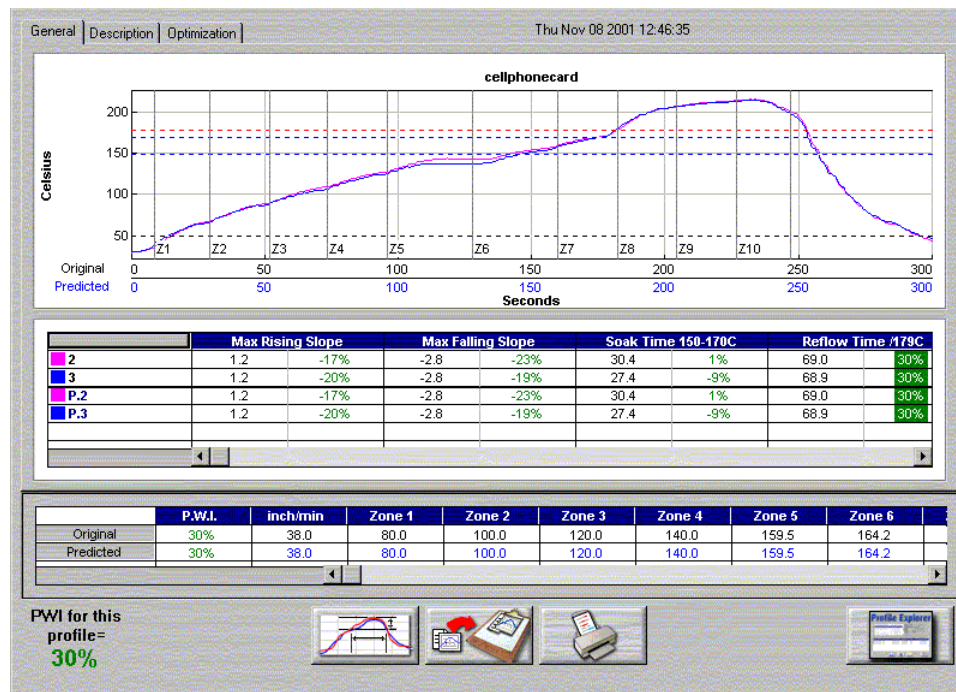 General Description Optimization Thu Nov 08 2001 12:46:35
cellphonecard
Celsius
200
150
100
50
Z1 Z2 Z3 Z4 Z5 Z6 Z7 Z8 Z9 Z10
Original 0 50 100 150 200 250 300
Predicted 0 50 100 150 200 250 300
Seconds
Max Rising Slope Max Falling Slope Soak Time 150-170C Reflow Time /179C
2 1.2 -17% -2.8 -23% 30.4 1% 69.0 30%
3 1.2 -20% -2.8 -19% 27.4 -9% 68.9 30%
P.2 1.2 -17% -2.8 -23% 30.4 1% 69.0 30%
P.3 1.2 -20% -2.8 -19% 27.4 -9% 68.9 30%
P.W.I. inch/min Zone 1 Zone 2 Zone 3 Zone 4 Zone 5 Zone 6
Original 30% 38.0 80.0 100.0 120.0 140.0 159.5 164.2
Predicted 30% 38.0 80.0 100.0 120.0 140.0 159.5 164.2
PWI for this
profile=
30%
Profile Explorer